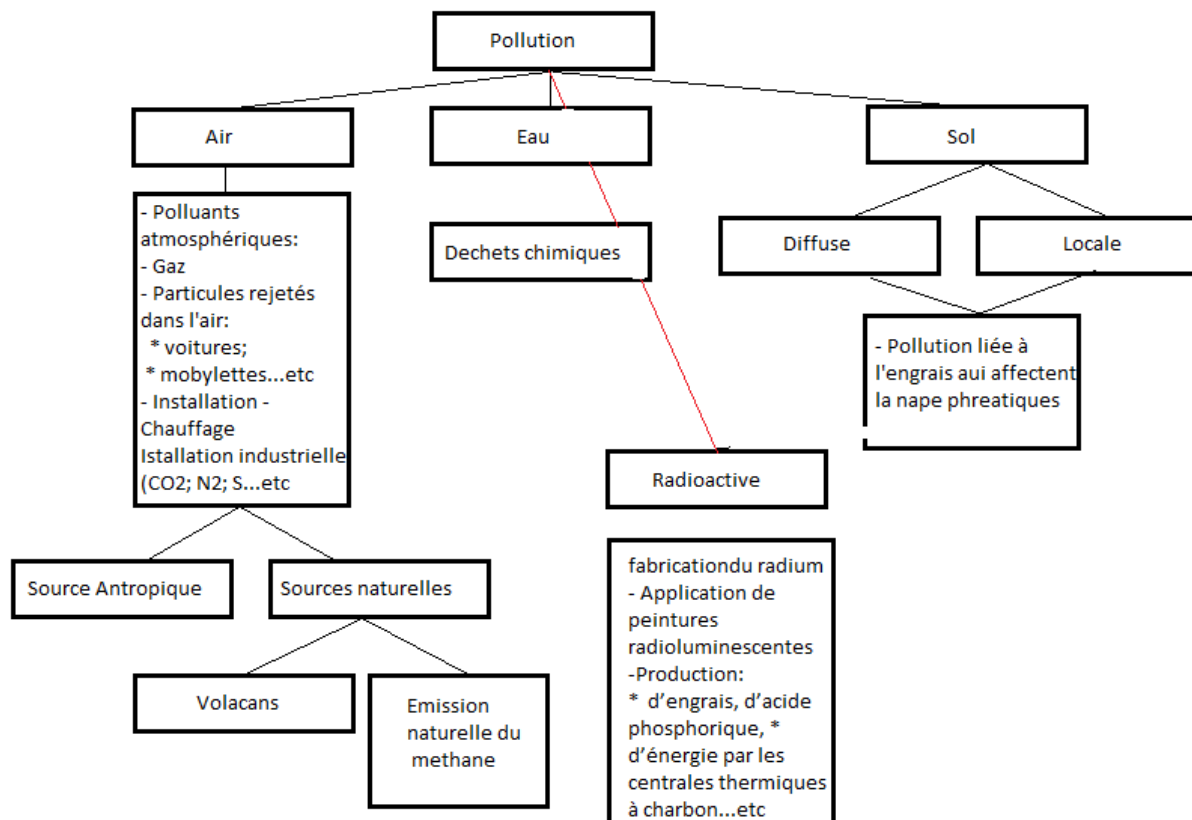 Pollution
Air
Eau
Sol
- Polluants
atmosphériques:
- Gaz
- Particules rejetés
dans l'air:
* voitures;
* mobylettes...etc
- Installation -
Chauffage
Istallation industrielle
(CO2; N2; S...etc
Dechets chimiques
Diffuse
Locale
- Pollution liée à
l'engrais aui affectent
la nape phreatiques
Radioactive
Source Antropique
Sources naturelles
Volacans
Emission
naturelle du
methane
fabricationdu radium
- Application de
peintures
radioluminescentes
-Production:
* d’engrais, d’acide
phosphorique, *
d’énergie par les
centrales thermiques
à charbon...etc